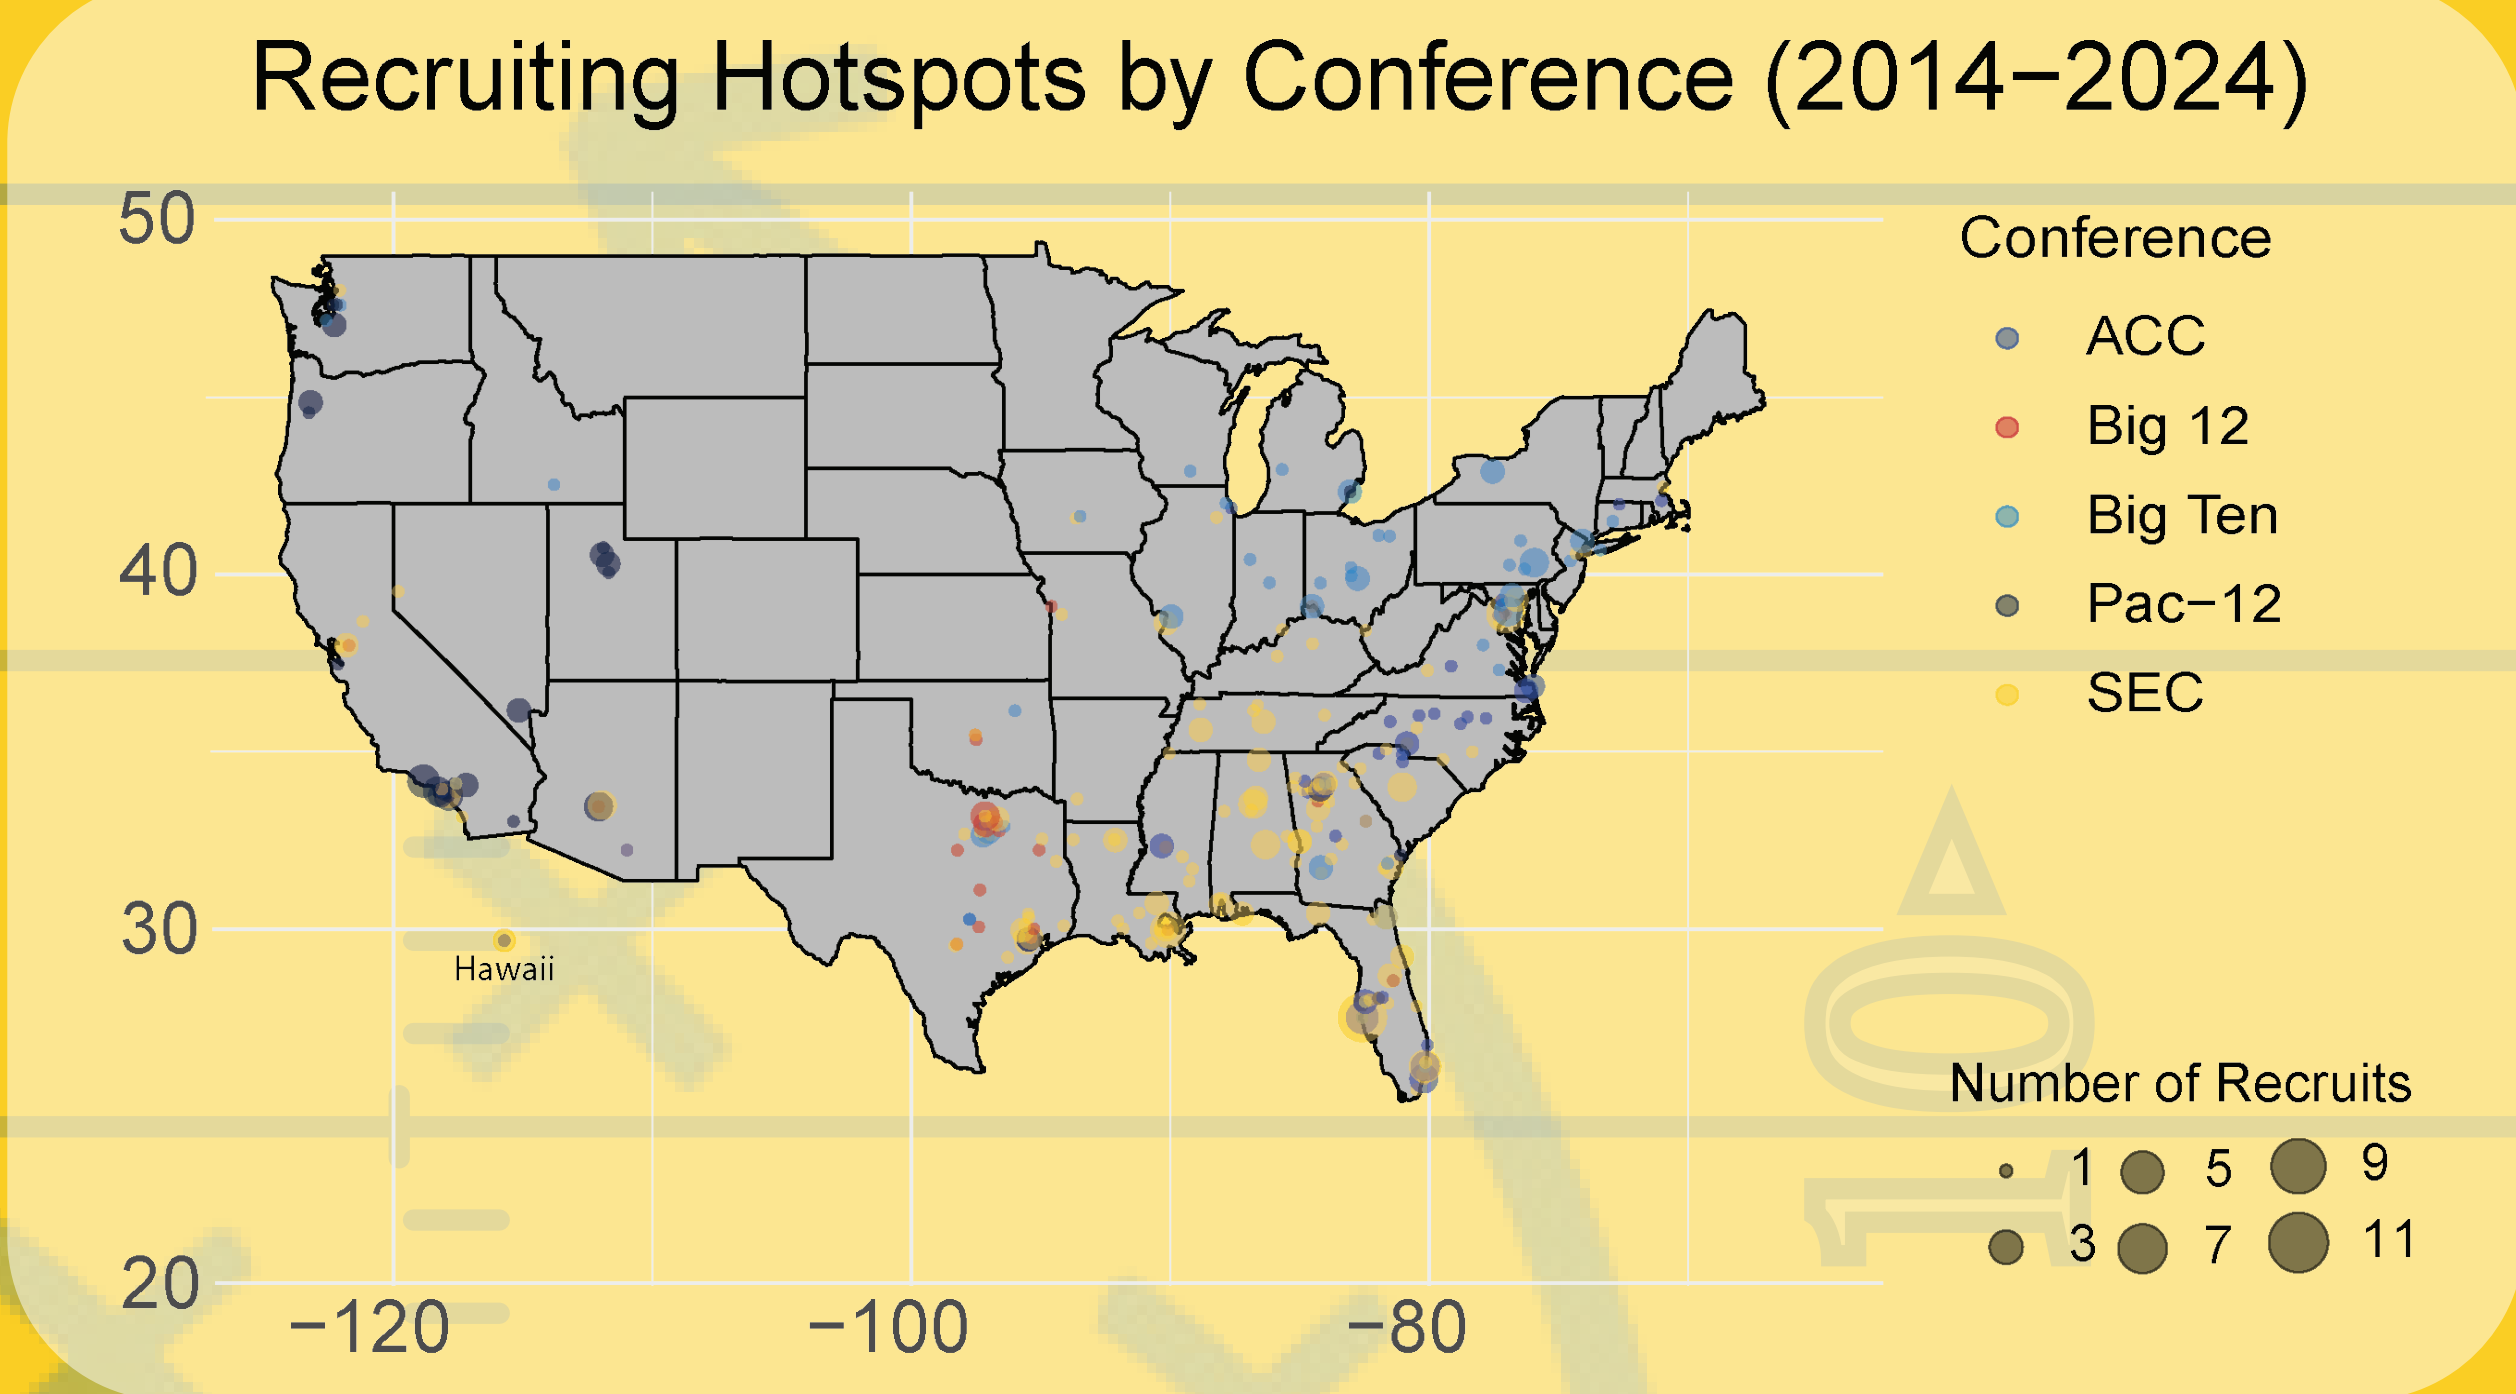 Recruiting Hotspots by Conference (2014−2024)
50
40
30
20
−120
−100
−80
Hawaii
Conference
ACC
Big 12
Big Ten
Pac−12
SEC
Number of Recruits
1 5 9
3 7 11
10